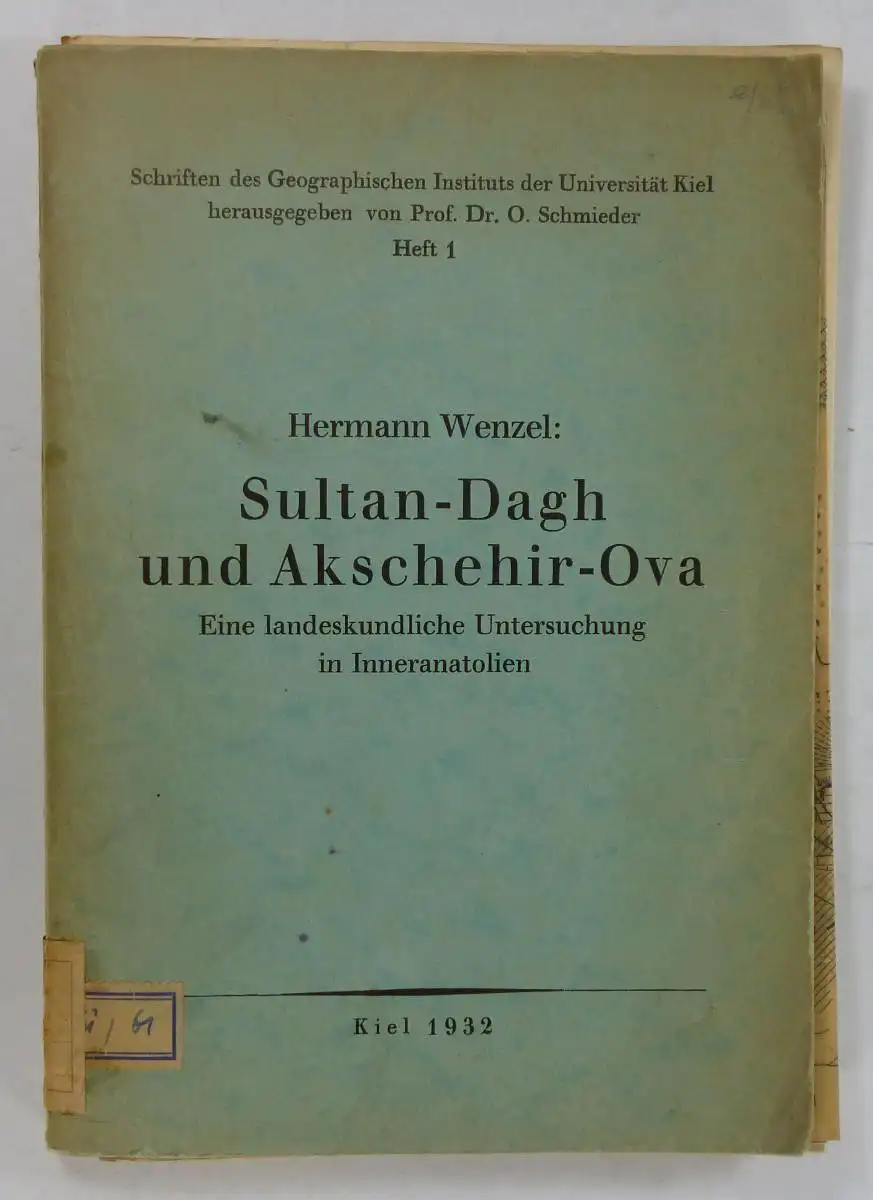 Schriften des Geographischen Instituts der Universität Kiel
herausgegeben von Prof. Dr. O. Schmieder
Heft 1
Hermann Wenzel:
Sultan-Dagh
und Akschehir-Ova
Eine landeskundliche Untersuchung
in Inneranatolien
Kiel 1932